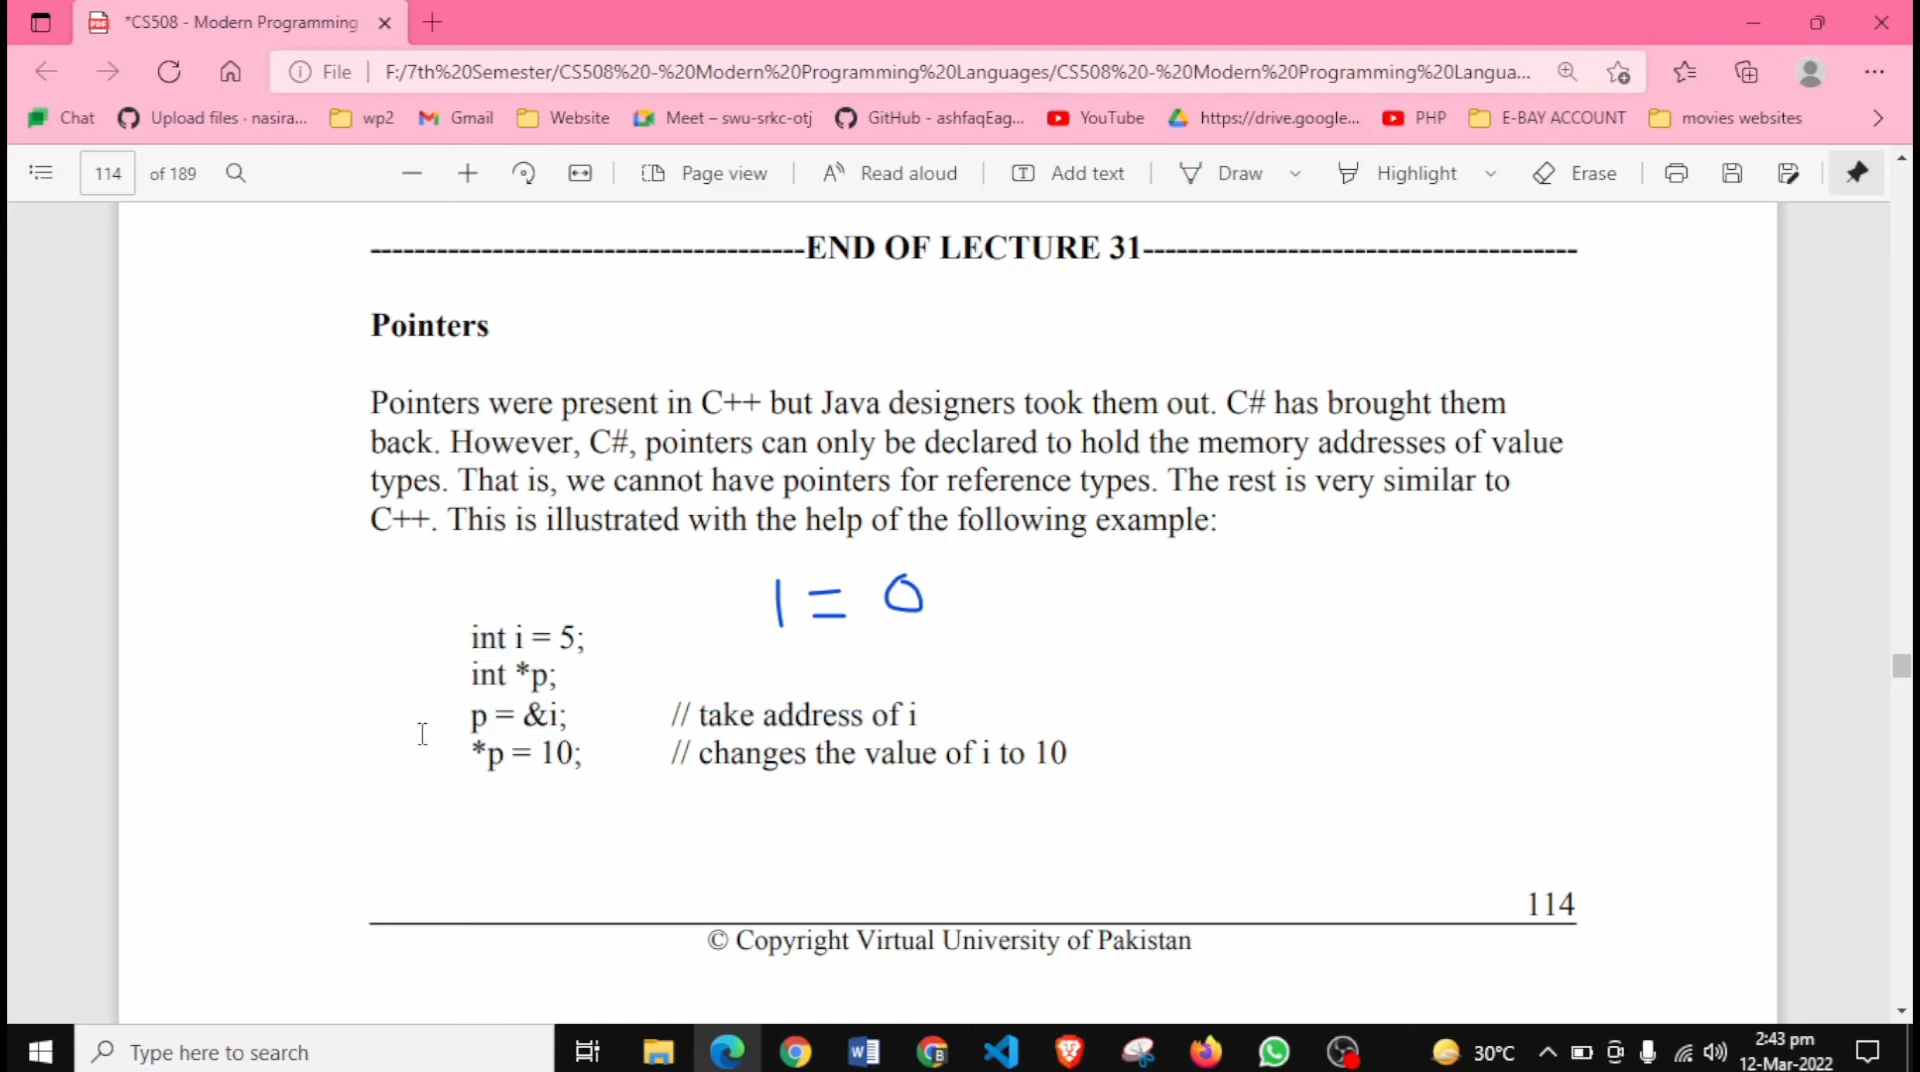 *CS508 - Modern Programming
File F:/7th%20Semester/CS508%20-%20Modern%20Programming%20Languages/CS508%20-%20Modern%20Programming%20Langua...
Chat Upload files · nasira... wp2 Gmail Website Meet – swu-srkc-otj GitHub - ashfaqEag... YouTube https://drive.google... PHP E-BAY ACCOUNT movies websites
114 of 189 Page view Read aloud Add text Draw Highlight Erase
---------------------------------------END OF LECTURE 31---------------------------------------
Pointers
Pointers were present in C++ but Java designers took them out. C# has brought them
back. However, C#, pointers can only be declared to hold the memory addresses of value
types. That is, we cannot have pointers for reference types. The rest is very similar to
C++. This is illustrated with the help of the following example:
1 = 0
int i = 5;
int *p;
p = &i; // take address of i
*p = 10; // changes the value of i to 10
114
© Copyright Virtual University of Pakistan
Type here to search 30°C 2:43 pm
12-Mar-2022